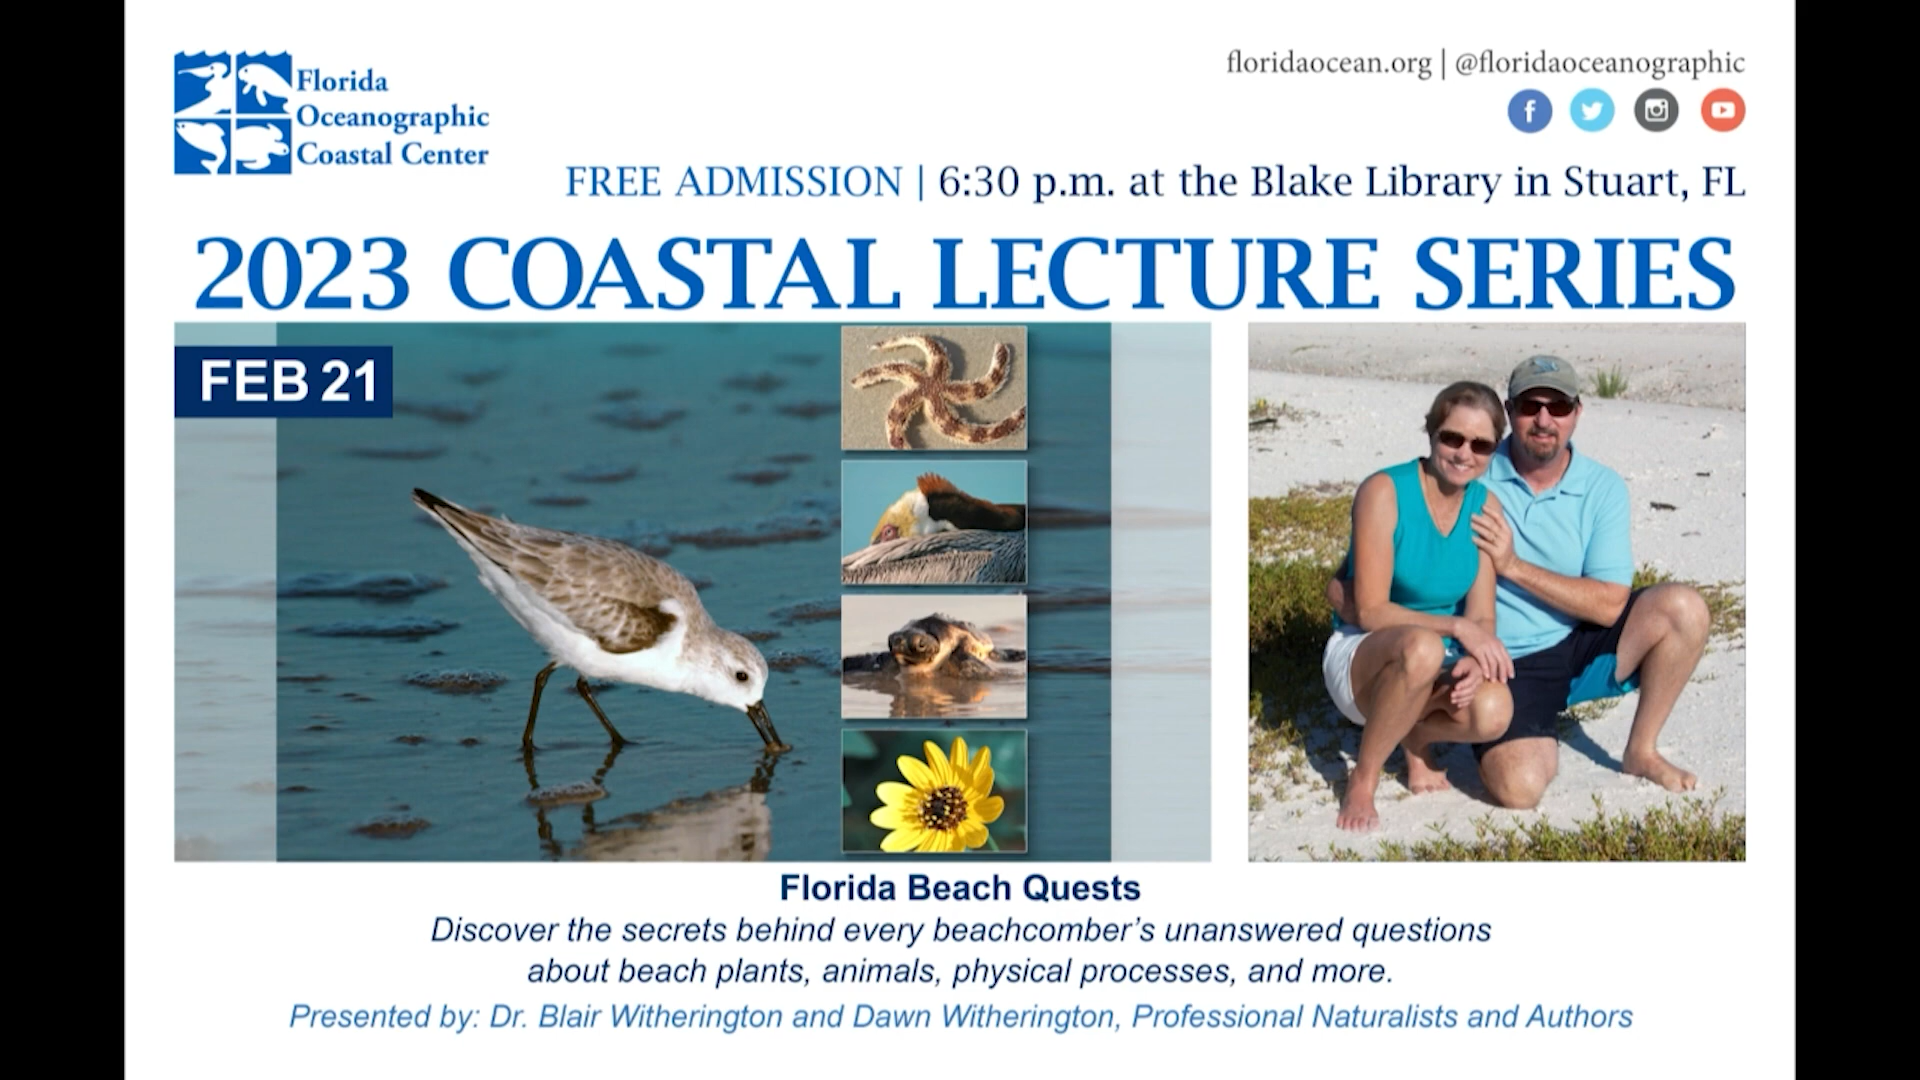 Florida
Oceanographic
Coastal Center
floridaocean.org | @floridaoceanographic
FREE ADMISSION | 6:30 p.m. at the Blake Library in Stuart, FL
2023 COASTAL LECTURE SERIES
FEB 21
Florida Beach Quests
Discover the secrets behind every beachcomber’s unanswered questions
about beach plants, animals, physical processes, and more.
Presented by: Dr. Blair Witherington and Dawn Witherington, Professional Naturalists and Authors